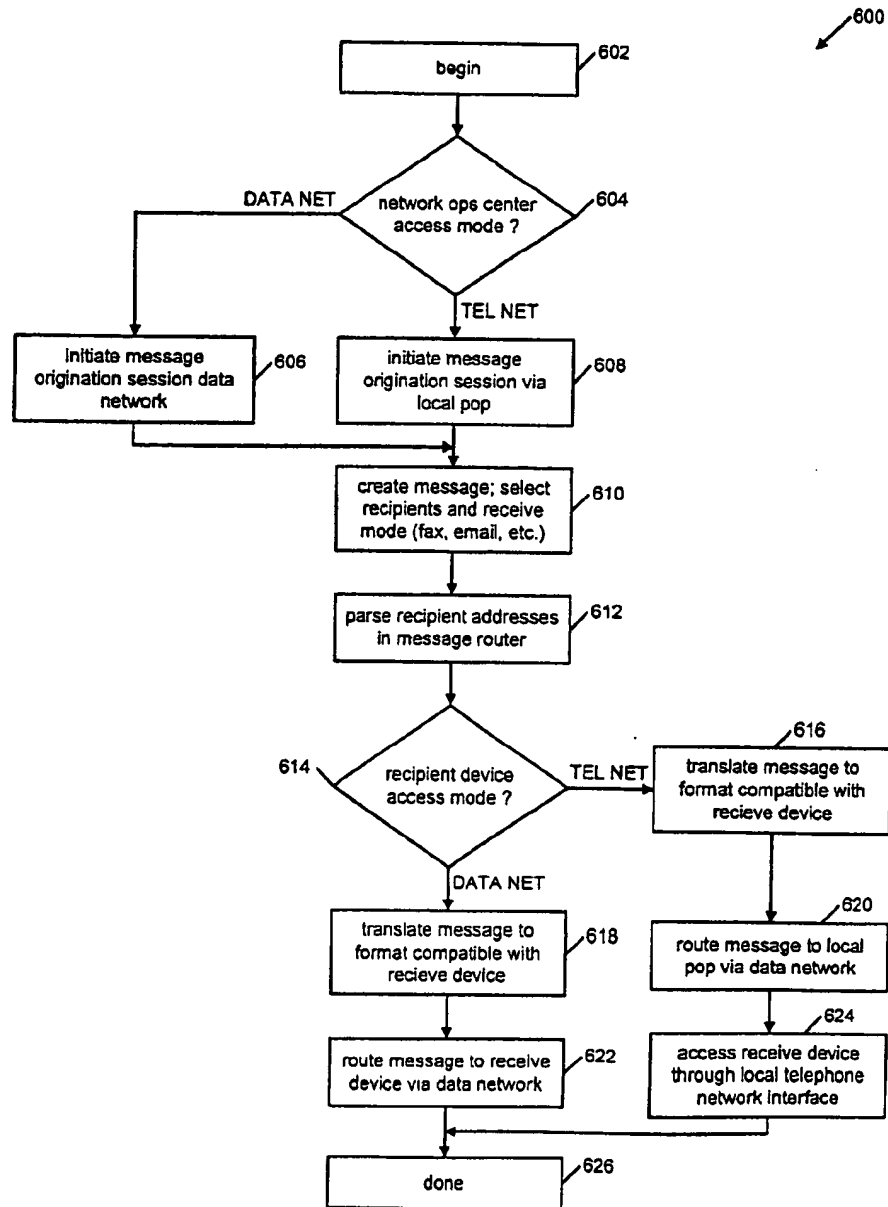 600
begin
602
network ops center
access mode ?
604
DATA NET
TEL NET
initiate message
origination session data
network
606
initiate message
origination session via
local pop
608
create message; select
recipients and receive
mode (fax, email, etc.)
610
parse recipient addresses
in message router
612
614
recipient device
access mode ?
TEL NET
DATA NET
616
translate message to
format compatible with
recieve device
translate message to
format compatible with
recieve device
618
620
route message to local
pop via data network
route message to receive
device via data network
622
624
access receive device
through local telephone
network interface
done
626